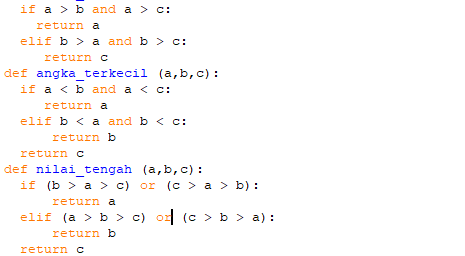 if a > b and a > c:
return a
elif b > a and b > c:
return c
def angka_terkecil (a,b,c):
if a < b and a < c:
return a
elif b < a and b < c:
return b
return c
def nilai_tengah (a,b,c):
if (b > a > c) or (c > a > b):
return a
elif (a > b > c) or (c > b > a):
return b
return c